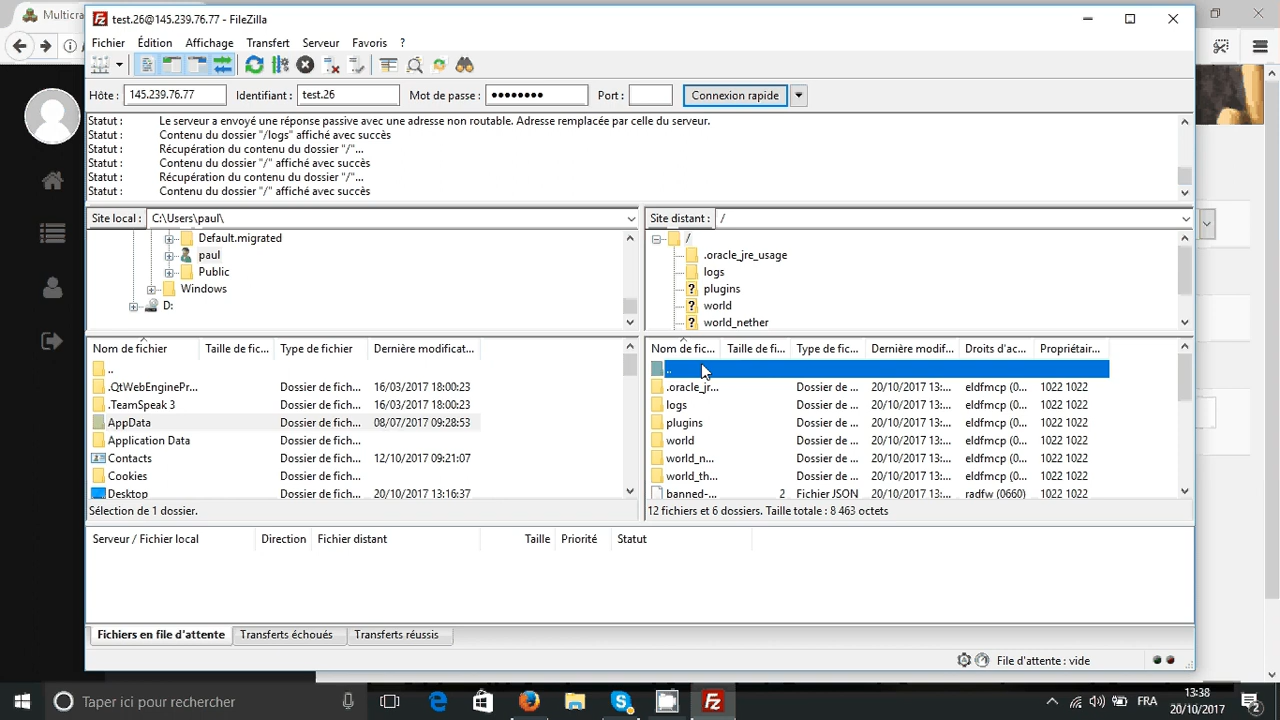 Multicra
test.26@145.239.76.77 - FileZilla
Fichier Édition Affichage Transfert Serveur Favoris ?
Hôte : 145.239.76.77 Identifiant : test.26 Mot de passe : ●●●●●●●● Port : Connexion rapide
Statut : Le serveur a envoyé une réponse passive avec une adresse non routable. Adresse remplacée par celle du serveur.
Statut : Contenu du dossier "/logs" affiché avec succès
Statut : Récupération du contenu du dossier "/"...
Statut : Contenu du dossier "/" affiché avec succès
Statut : Récupération du contenu du dossier "/"...
Statut : Contenu du dossier "/" affiché avec succès
Site local : C:\Users\paul\
Default.migrated
paul
Public
Windows
D:
Site distant : /
/
.oracle_jre_usage
logs
plugins
world
world_nether
Nom de fichier Taille de fic... Type de fichier Dernière modificat...
..
.QtWebEnginePr... Dossier de fich... 16/03/2017 18:00:23
.TeamSpeak 3 Dossier de fich... 16/03/2017 18:00:23
AppData Dossier de fich... 08/07/2017 09:28:53
Application Data Dossier de fich...
Contacts Dossier de fich... 12/10/2017 09:21:07
Cookies Dossier de fich...
Desktop Dossier de fich... 20/10/2017 13:16:37
Sélection de 1 dossier.
Nom de fic... Taille de fi... Type de fic... Dernière modif... Droits d'ac... Propriétair...
..
.oracle_jr... Dossier de ... 20/10/2017 13:... eldfmcp (0... 1022 1022
logs Dossier de ... 20/10/2017 13:... eldfmcp (0... 1022 1022
plugins Dossier de ... 20/10/2017 13:... eldfmcp (0... 1022 1022
world Dossier de ... 20/10/2017 13:... eldfmcp (0... 1022 1022
world_n... Dossier de ... 20/10/2017 13:... eldfmcp (0... 1022 1022
world_th... Dossier de ... 20/10/2017 13:... eldfmcp (0... 1022 1022
banned-... 2 Fichier JSON 20/10/2017 13:... radfw (0660) 1022 1022
12 fichiers et 6 dossiers. Taille totale : 8 463 octets
Serveur / Fichier local Direction Fichier distant Taille Priorité Statut
Fichiers en file d'attente Transferts échoués Transferts réussis
File d'attente : vide
Taper ici pour rechercher
FRA
13:38
20/10/2017
2